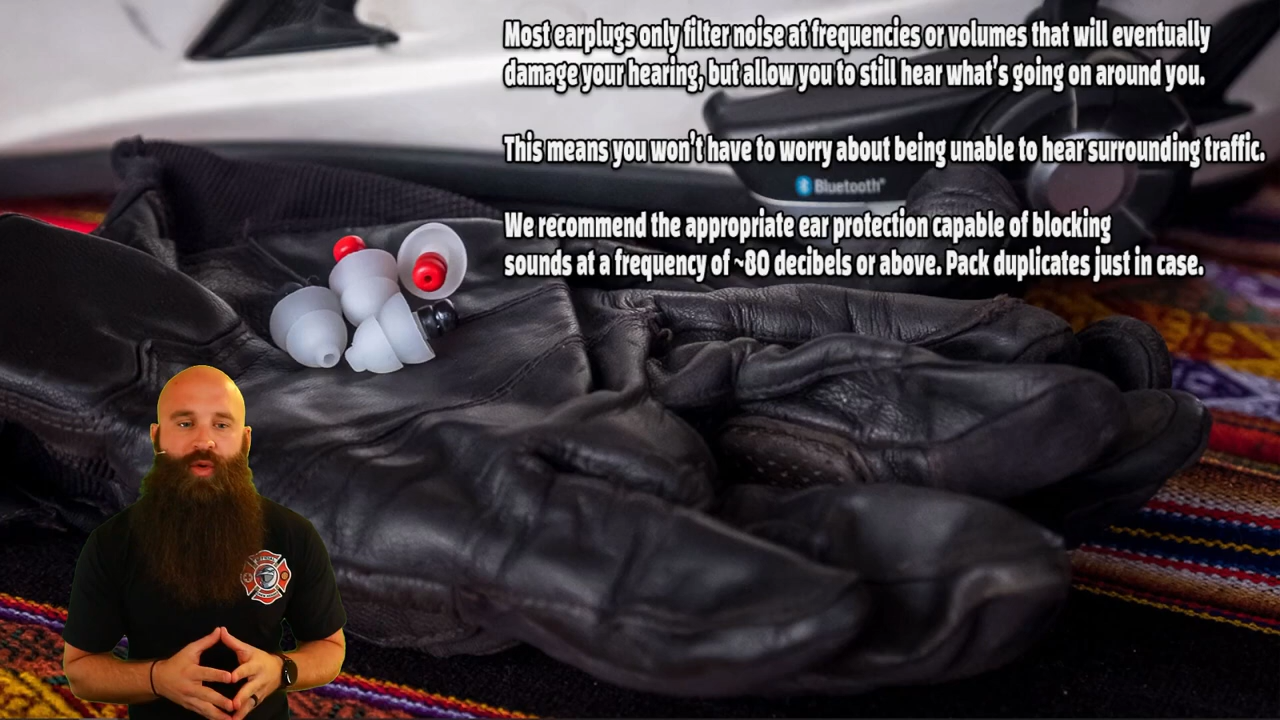 Most earplugs only filter noise at frequencies or volumes that will eventually
damage your hearing, but allow you to still hear what's going on around you.
This means you won't have to worry about being unable to hear surrounding traffic.
Bluetooth®
We recommend the appropriate ear protection capable of blocking
sounds at a frequency of ~80 decibels or above. Pack duplicates just in case.